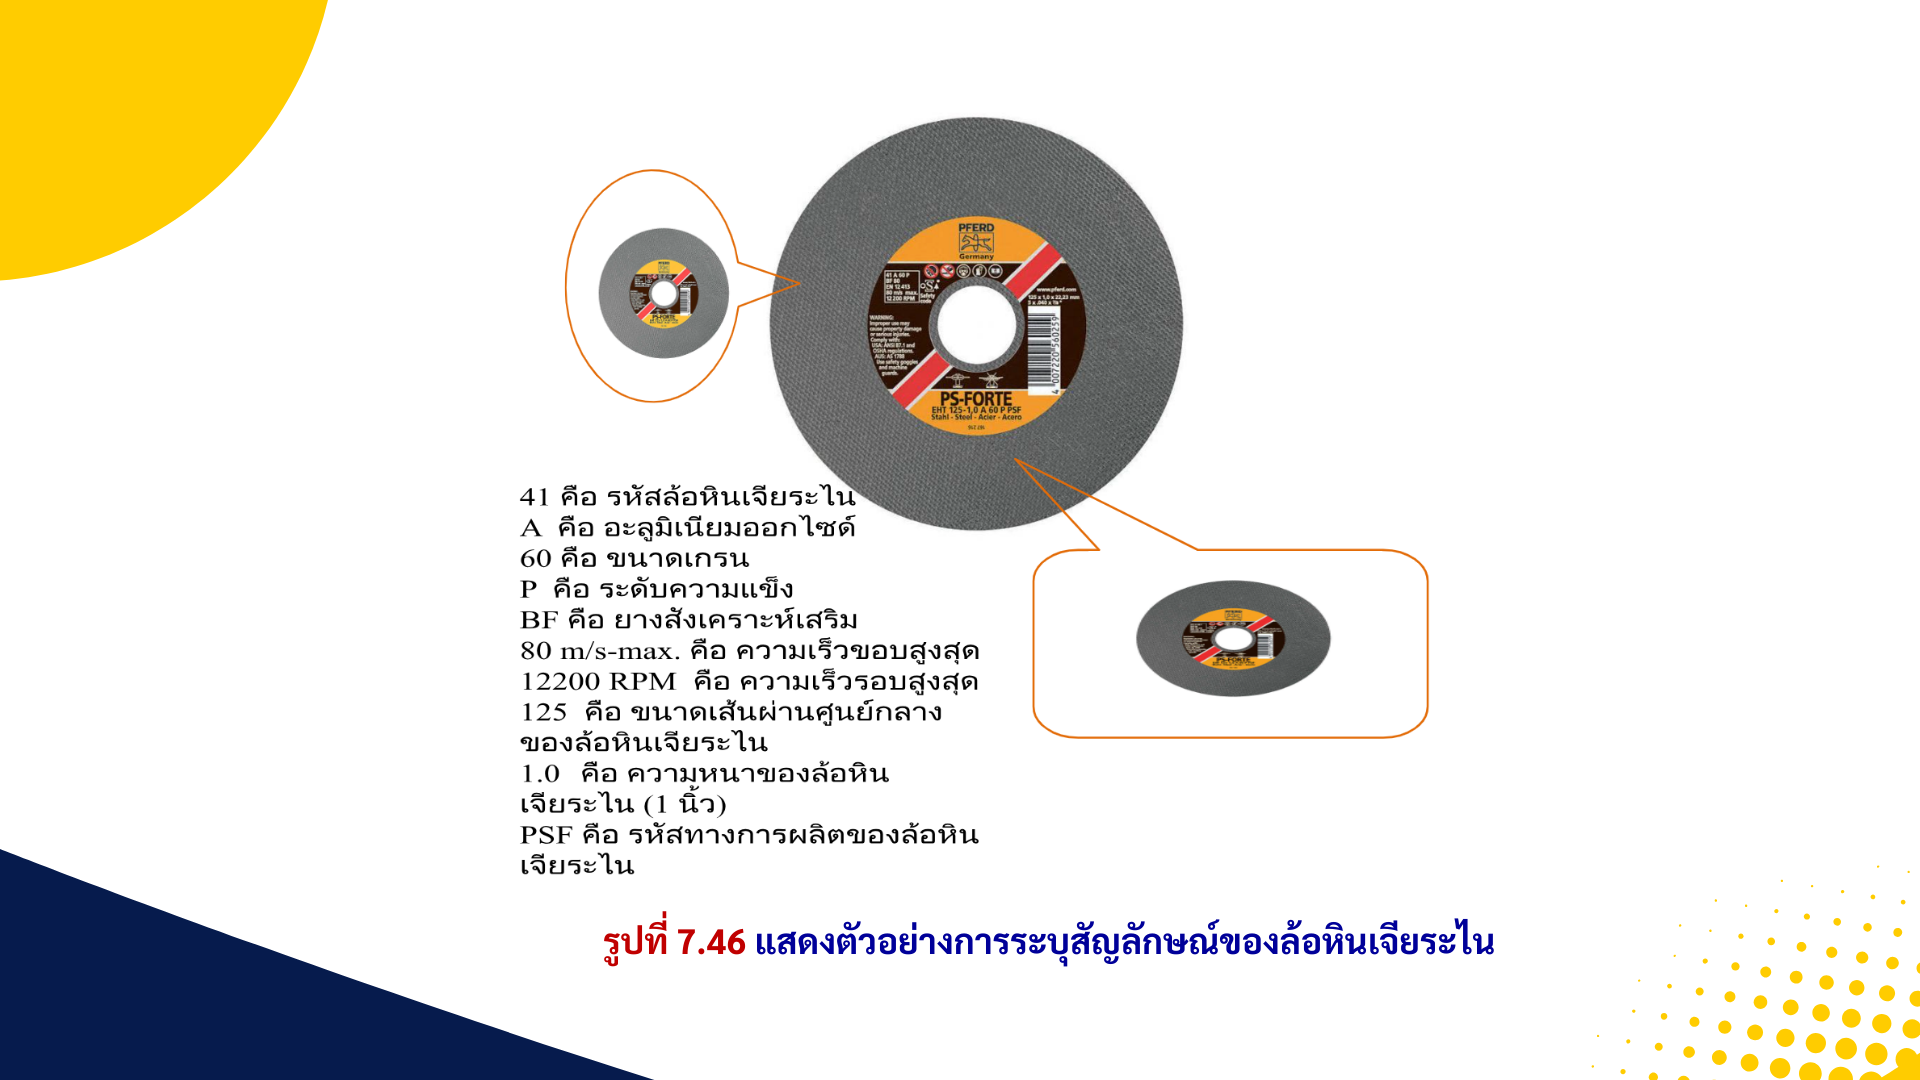 PFERD
Germany
41 A 60 P
BF 80
EN 12413
80 m/s max.
12 200 RPM
Safety
code
www.pferd.com
125 x 1,0 x 22,23 mm
WARNING:
Improper use may
cause property damage
or serious injuries.
Comply with:
USA: ANSI B7.1 and
OSHA regulations.
AUS: AS 1788
Use safety goggles
and machine
guards.
4 007220 560259
PS-FORTE
EHT 125-1,0 A 60 P PSF
Stahl - Steel - Acier - Acero
PFERD
PS-FORTE
41 คือ รหัสล้อหินเจียระไน
A คือ อะลูมิเนียมออกไซด์
60 คือ ขนาดเกรน
P คือ ระดับความแข็ง
BF คือ ยางสังเคราะห์เสริม
80 m/s-max. คือ ความเร็วขอบสูงสุด
12200 RPM คือ ความเร็วรอบสูงสุด
125 คือ ขนาดเส้นผ่านศูนย์กลาง
ของล้อหินเจียระไน
1.0 คือ ความหนาของล้อหิน
เจียระไน (1 นิ้ว)
PSF คือ รหัสทางการผลิตของล้อหิน
เจียระไน
PFERD
PS-FORTE
รูปที่ 7.46 แสดงตัวอย่างการระบุสัญลักษณ์ของล้อหินเจียระไน